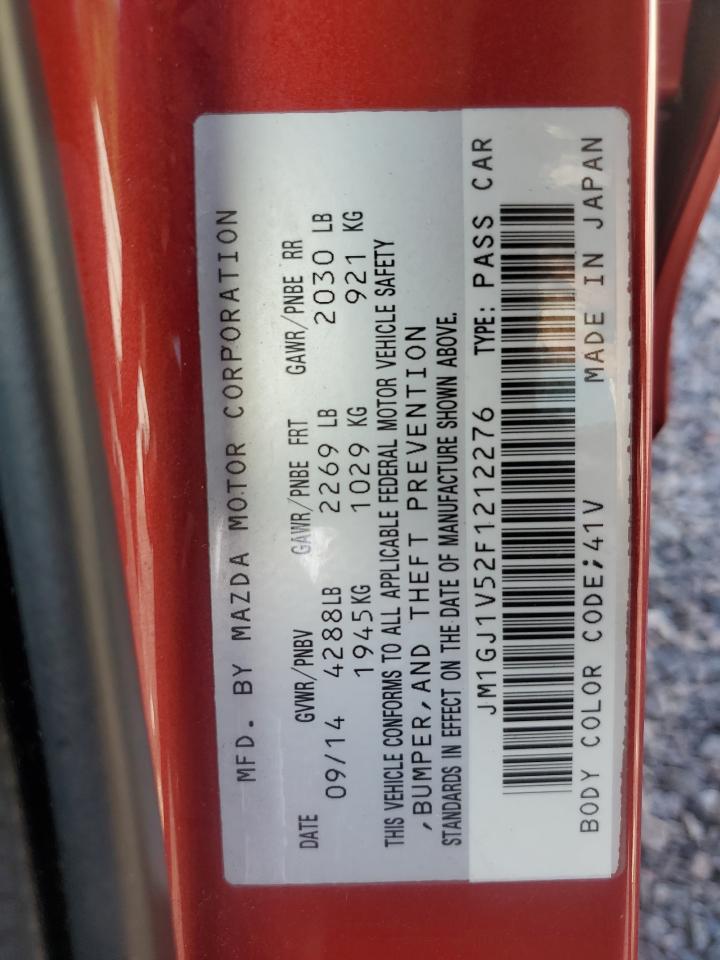 MFD. BY MAZDA MOTOR CORPORATION
DATE GVWR/PNBV GAWR/PNBE FRT GAWR/PNBE RR
09/14 4288LB 2269 LB 2030 LB
1945KG 1029 KG 921 KG
THIS VEHICLE CONFORMS TO ALL APPLICABLE FEDERAL MOTOR VEHICLE SAFETY
,BUMPER,AND THEFT PREVENTION
STANDARDS IN EFFECT ON THE DATE OF MANUFACTURE SHOWN ABOVE.
JM1GJ1V52F1212276 TYPE: PASS CAR
BODY COLOR CODE;41V MADE IN JAPAN